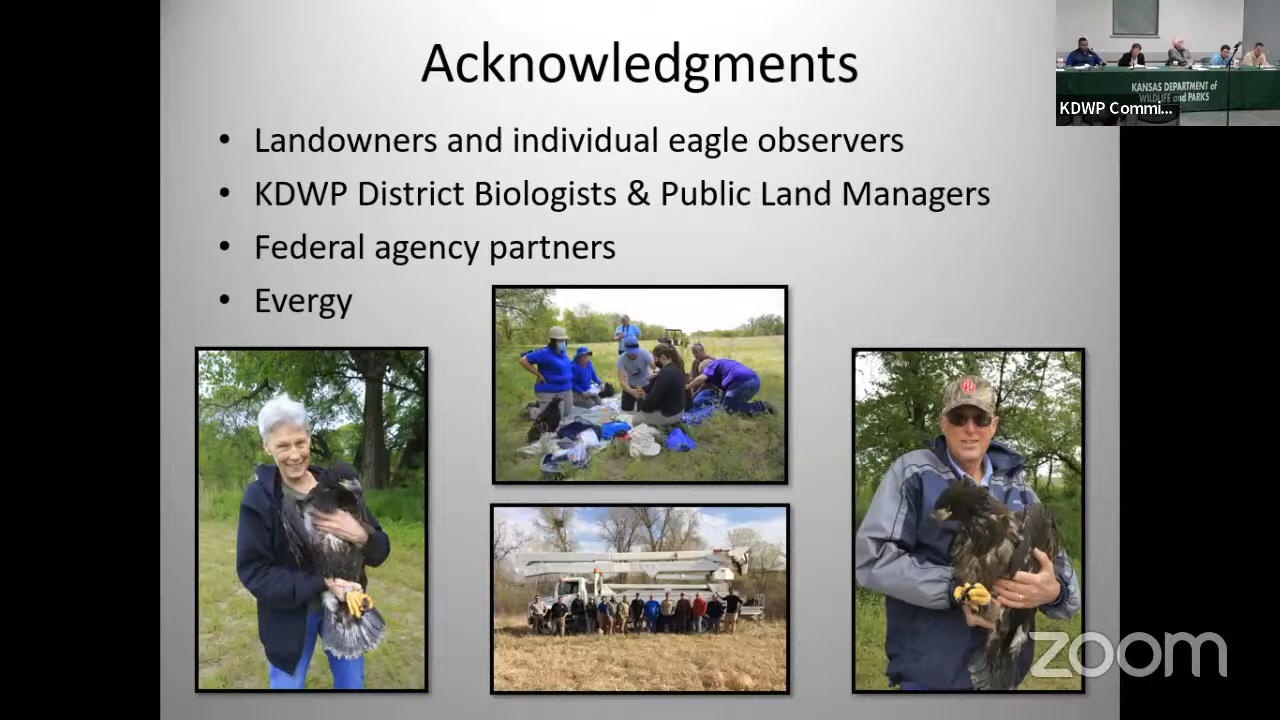 Acknowledgments
• Landowners and individual eagle observers
• KDWP District Biologists & Public Land Managers
• Federal agency partners
• Evergy
KANSAS DEPARTMENT of
WILDLIFE and PARKS
KDWP Commi...
zoom